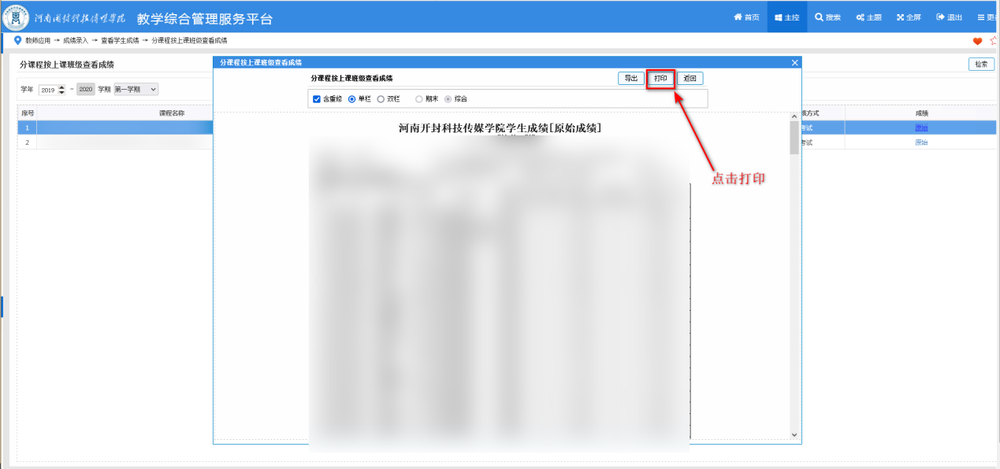 河南开封科技传媒学院 教学综合管理服务平台 首页 主控 搜索 主题 全屏 退出 更
教师应用 → 成绩录入 → 查看学生成绩 → 分课程按上课班级查看成绩
分课程按上课班级查看成绩 检索
学年 2019 - 2020 学期 第一学期
序号 课程名称 核方式 成绩
1 考试 原始
2 考试 原始
分课程按上课班级查看成绩
分课程按上课班级查看成绩 导出 打印 返回
含重修 单栏 双栏 期末 综合
河南开封科技传媒学院学生成绩[原始成绩]
点击打印